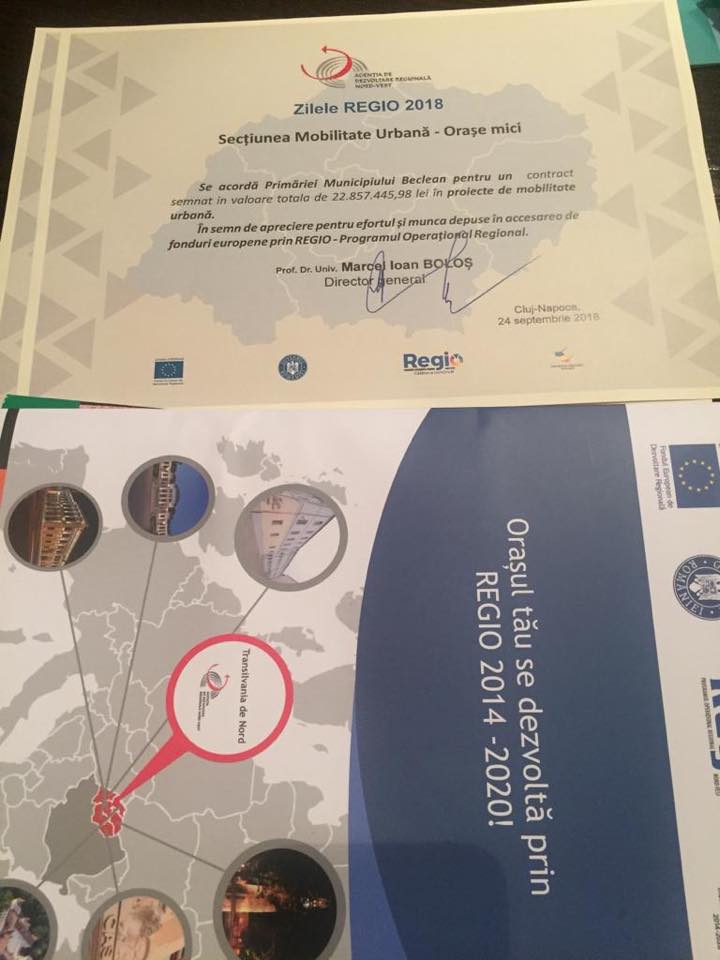 AGENȚIA DE
DEZVOLTARE REGIONALĂ
NORD-VEST
Zilele REGIO 2018
Secțiunea Mobilitate Urbană - Orașe mici
Se acordă Primăriei Municipiului Beclean pentru un contract
semnat in valoare totala de 22.857.445,98 lei în proiecte de mobilitate
urbană.
În semn de apreciere pentru efortul și munca depuse în accesarea de
fonduri europene prin REGIO - Programul Operațional Regional.
Prof. Dr. Univ. Marcel Ioan BOLOȘ
Director general
Cluj-Napoca,
24 septembrie 2018
Regio
Fondul European de
Dezvoltare Regională
ROMÂNIEI
Orașul tău se dezvoltă prin
REGIO 2014 - 2020!
Transilvania de Nord